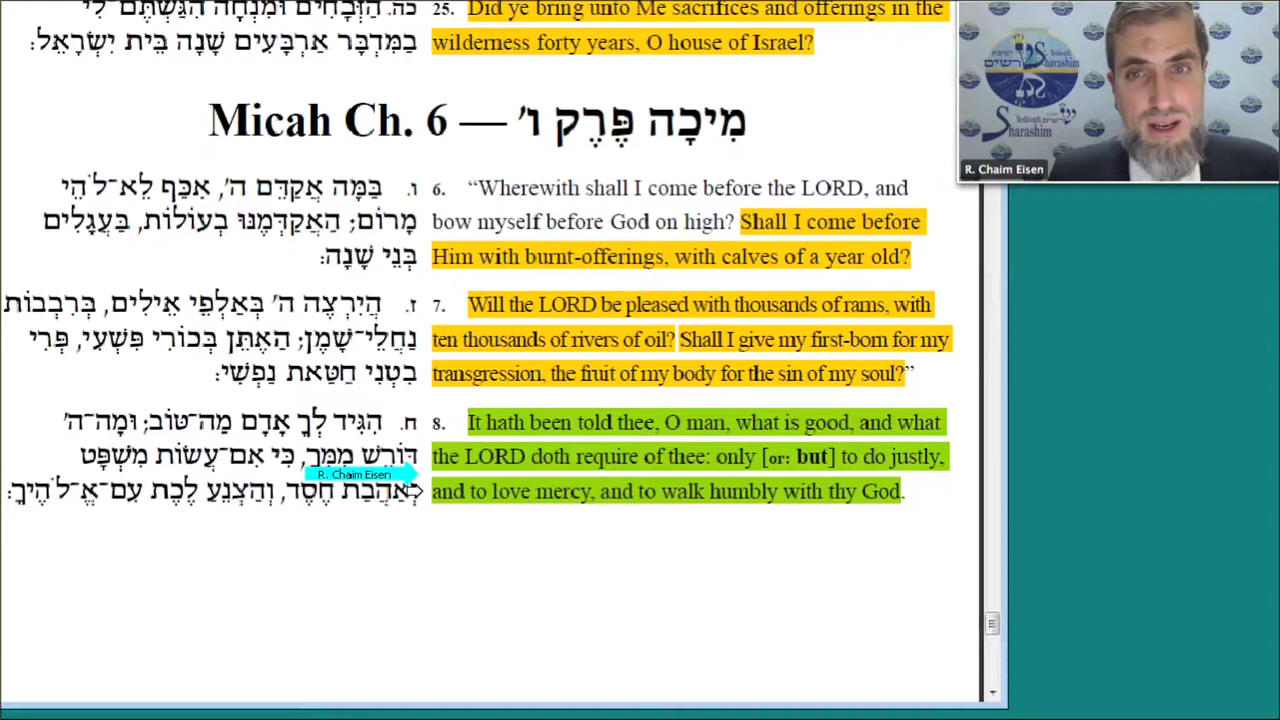 כה. הַזְּבָחִים וּמִנְחָה הִגַּשְׁתֶּם־לִי
בַמִּדְבָּר אַרְבָּעִים שָׁנָה בֵּית יִשְׂרָאֵל:
25. Did ye bring unto Me sacrifices and offerings in the
wilderness forty years, O house of Israel?
Micah Ch. 6 — מִיכָה פֶּרֶק ו׳
ו. בַּמָּה אֲקַדֵּם ה׳, אִכַּף לֵא־לֹהֵי
מָרוֹם; הַאֲקַדְּמֶנּוּ בְעוֹלוֹת, בַּעֲגָלִים
בְּנֵי שָׁנָה:
6. “Wherewith shall I come before the LORD, and
bow myself before God on high? Shall I come before
Him with burnt-offerings, with calves of a year old?
ז. הֲיִרְצֶה ה׳ בְּאַלְפֵי אֵילִים, בְּרִבְבוֹת
נַחֲלֵי־שָׁמֶן; הַאֶתֵּן בְּכוֹרִי פִּשְׁעִי, פְּרִי
בִטְנִי חַטַּאת נַפְשִׁי:
7. Will the LORD be pleased with thousands of rams, with
ten thousands of rivers of oil? Shall I give my first-born for my
transgression, the fruit of my body for the sin of my soul?”
ח. הִגִּיד לְךָ אָדָם מַה־טּוֹב; וּמָה־ה׳
דּוֹרֵשׁ מִמְּךָ, כִּי אִם־עֲשׂוֹת מִשְׁפָּט
וְאַהֲבַת חֶסֶד, וְהַצְנֵעַ לֶכֶת עִם־אֱ־לֹהֶיךָ:
8. It hath been told thee, O man, what is good, and what
the LORD doth require of thee: only [or: but] to do justly,
and to love mercy, and to walk humbly with thy God.
R. Chaim Eisen
ישיבת
שרשים
Yeshivath
Sharashim
R. Chaim Eisen